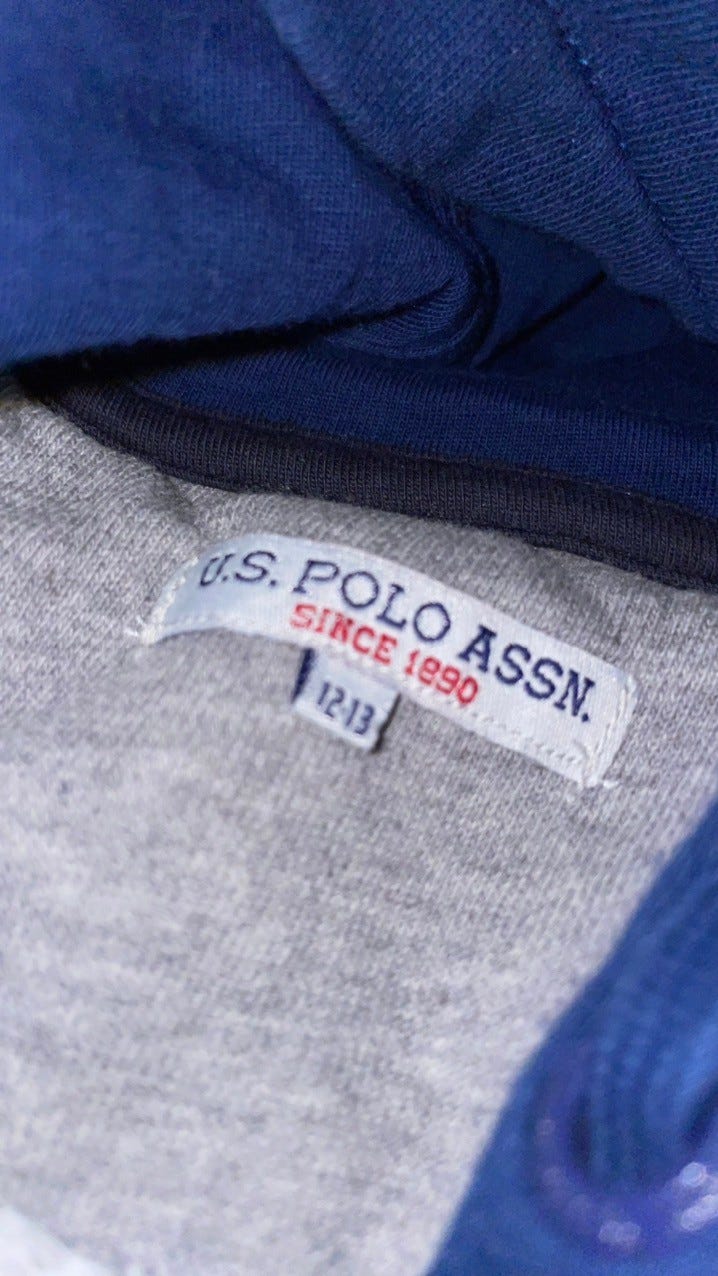 U.S. POLO ASSN.
SINCE 1890
12-13